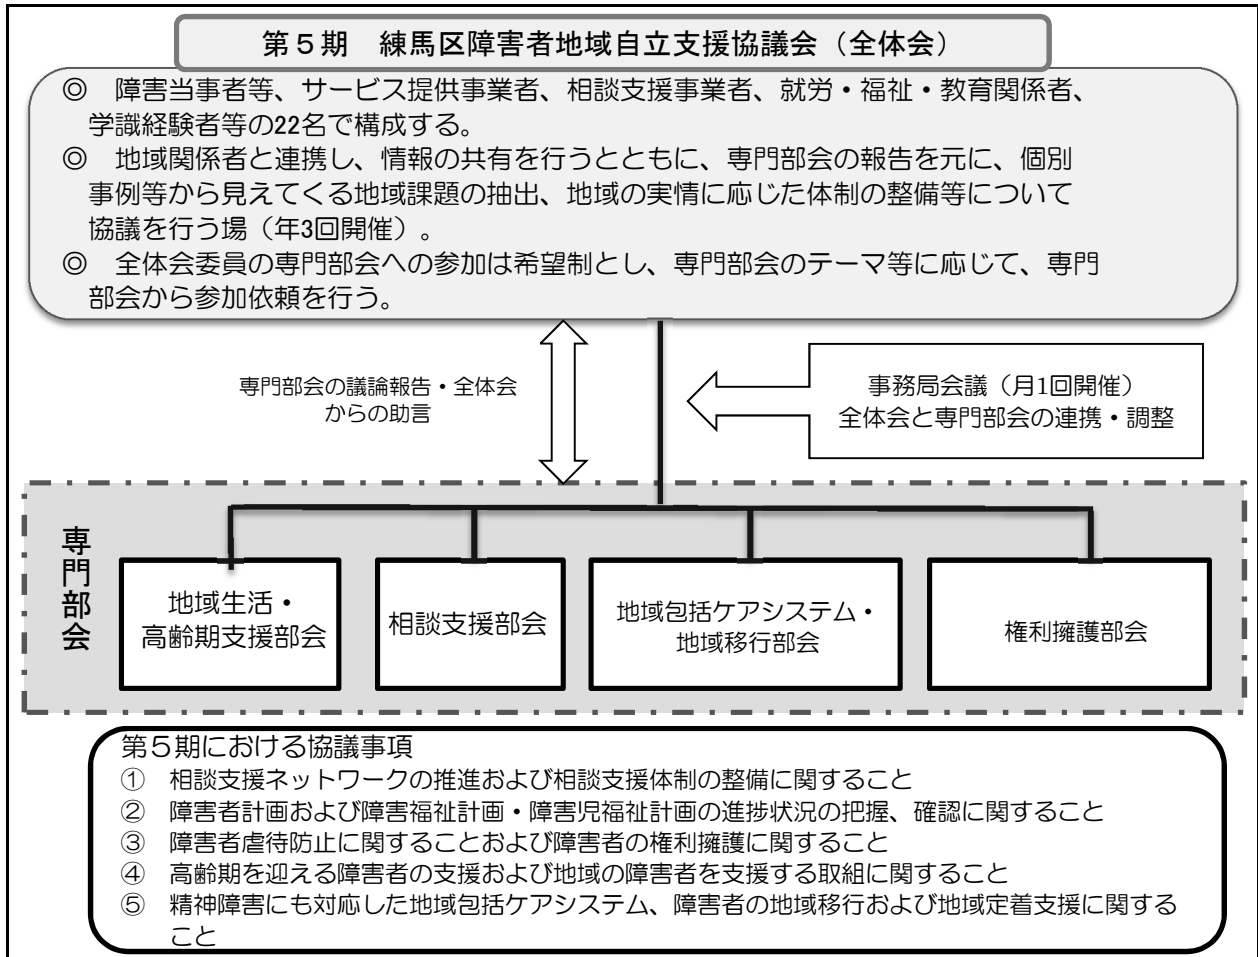 第５期　練馬区障害者地域自立支援協議会（全体会）
◎　障害当事者等、サービス提供事業者、相談支援事業者、就労・福祉・教育関係者、
学識経験者等の22名で構成する。
◎　地域関係者と連携し、情報の共有を行うとともに、専門部会の報告を元に、個別
事例等から見えてくる地域課題の抽出、地域の実情に応じた体制の整備等について
協議を行う場（年3回開催）。
◎　全体会委員の専門部会への参加は希望制とし、専門部会のテーマ等に応じて、専門
部会から参加依頼を行う。
専門部会の議論報告・全体会
からの助言
事務局会議（月1回開催）
全体会と専門部会の連携・調整
専門部会
地域生活・
高齢期支援部会
相談支援部会
地域包括ケアシステム・
地域移行部会
権利擁護部会
第５期における協議事項
①　相談支援ネットワークの推進および相談支援体制の整備に関すること
②　障害者計画および障害福祉計画・障害児福祉計画の進捗状況の把握、確認に関すること
③　障害者虐待防止に関することおよび障害者の権利擁護に関すること
④　高齢期を迎える障害者の支援および地域の障害者を支援する取組に関すること
⑤　精神障害にも対応した地域包括ケアシステム、障害者の地域移行および地域定着支援に関する
こと